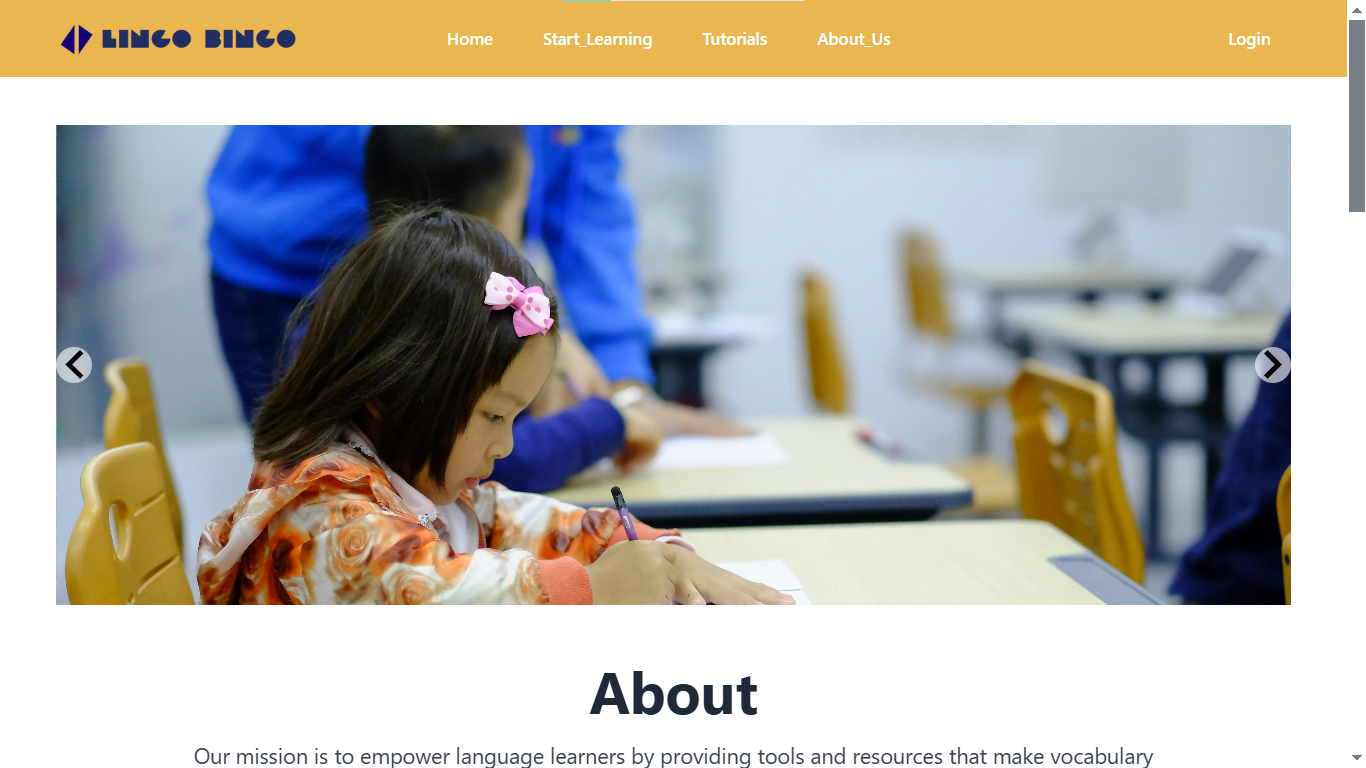 LINGO BINGO
Home Start_Learning Tutorials About_Us Login
About
Our mission is to empower language learners by providing tools and resources that make vocabulary